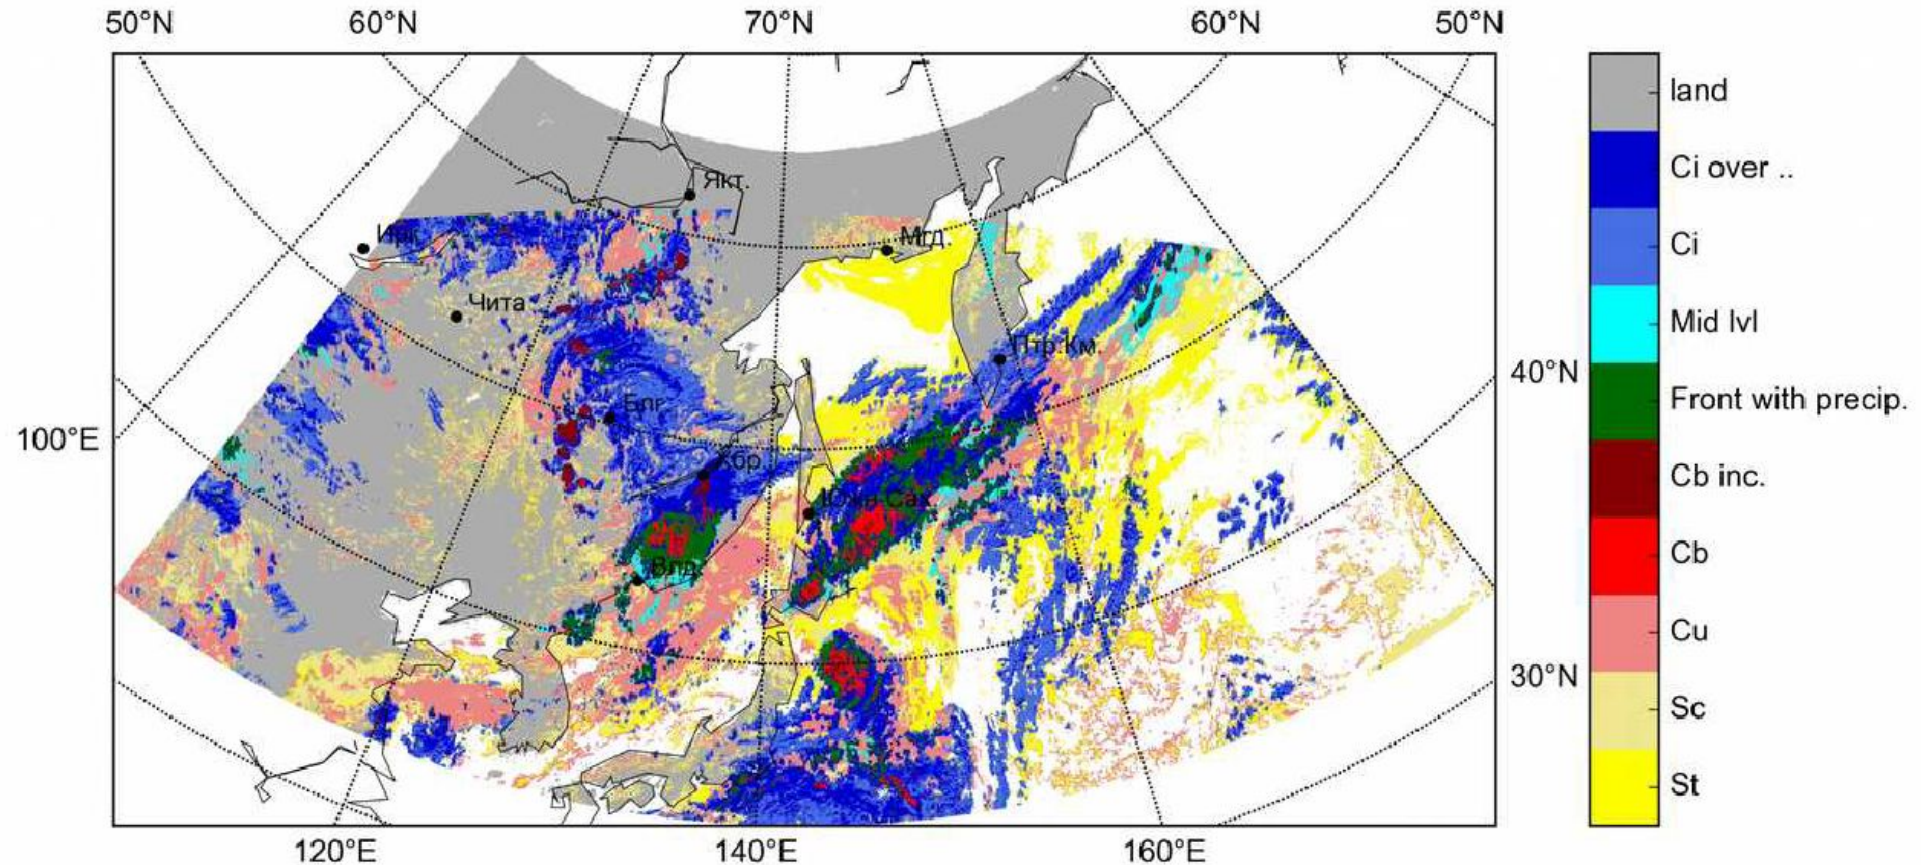 50°N 60°N 70°N 60°N 50°N
land
Ci over ..
Якт.
Ирк.
Мгд.
Ci
Чита
Mid lvl
Птр.Км.
40°N
Front with precip.
Блг.
100°E
Хбр.
Cb inc.
Южн.Сах.
Cb
Влд.
Cu
30°N
Sc
St
120°E 140°E 160°E